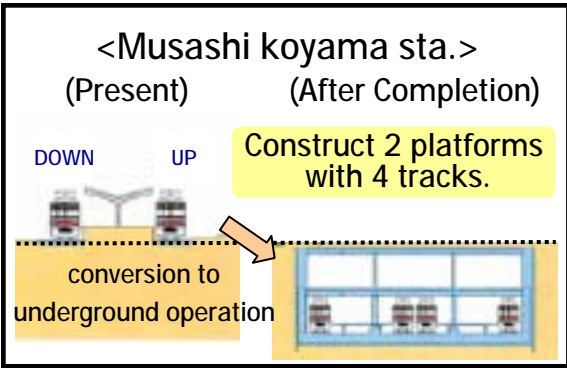 <Musashi koyama sta.>
(Present) (After Completion)
DOWN UP
Construct 2 platforms
with 4 tracks.
conversion to
underground operation